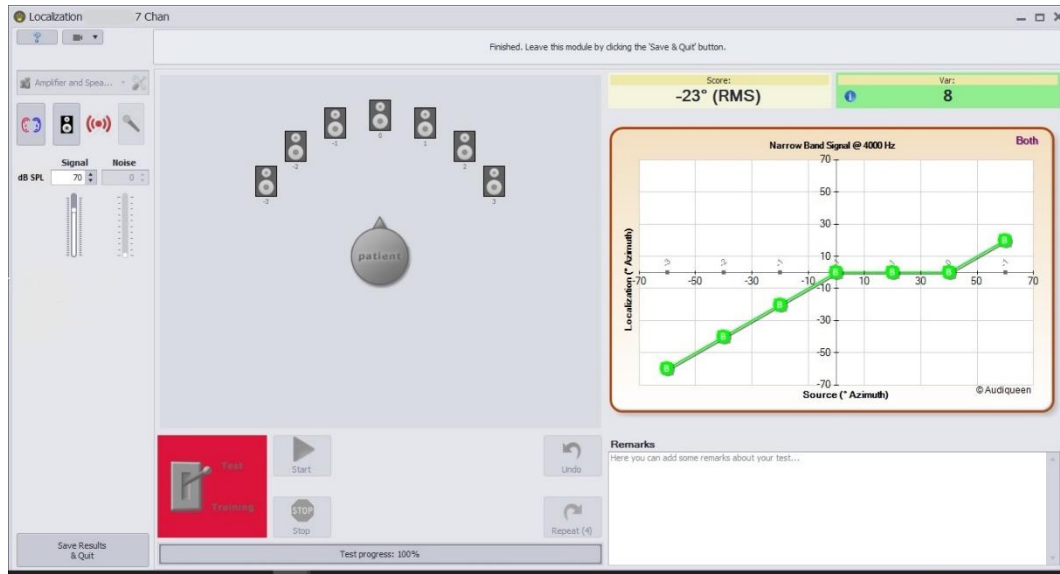 Localization 7 Chan
Finished. Leave this module by clicking the 'Save & Quit' button.
Amplifier and Spea...
Signal Noise
dB SPL 70 0
-3
-2
-1
0
1
2
3
patient
Score:
-23° (RMS)
Var:
8
Narrow Band Signal @ 4000 Hz
Both
70
50
30
10
-10
-30
-50
-70
-70 -50 -30 -10 10 30 50 70
Localization (° Azimuth)
Source (° Azimuth)
B
B
B
B
B
B
B
© Audiqueen
Test
Training
Start
Stop
Undo
Repeat (4)
Remarks
Here you can add some remarks about your test...
Save Results
& Quit
Test progress: 100%